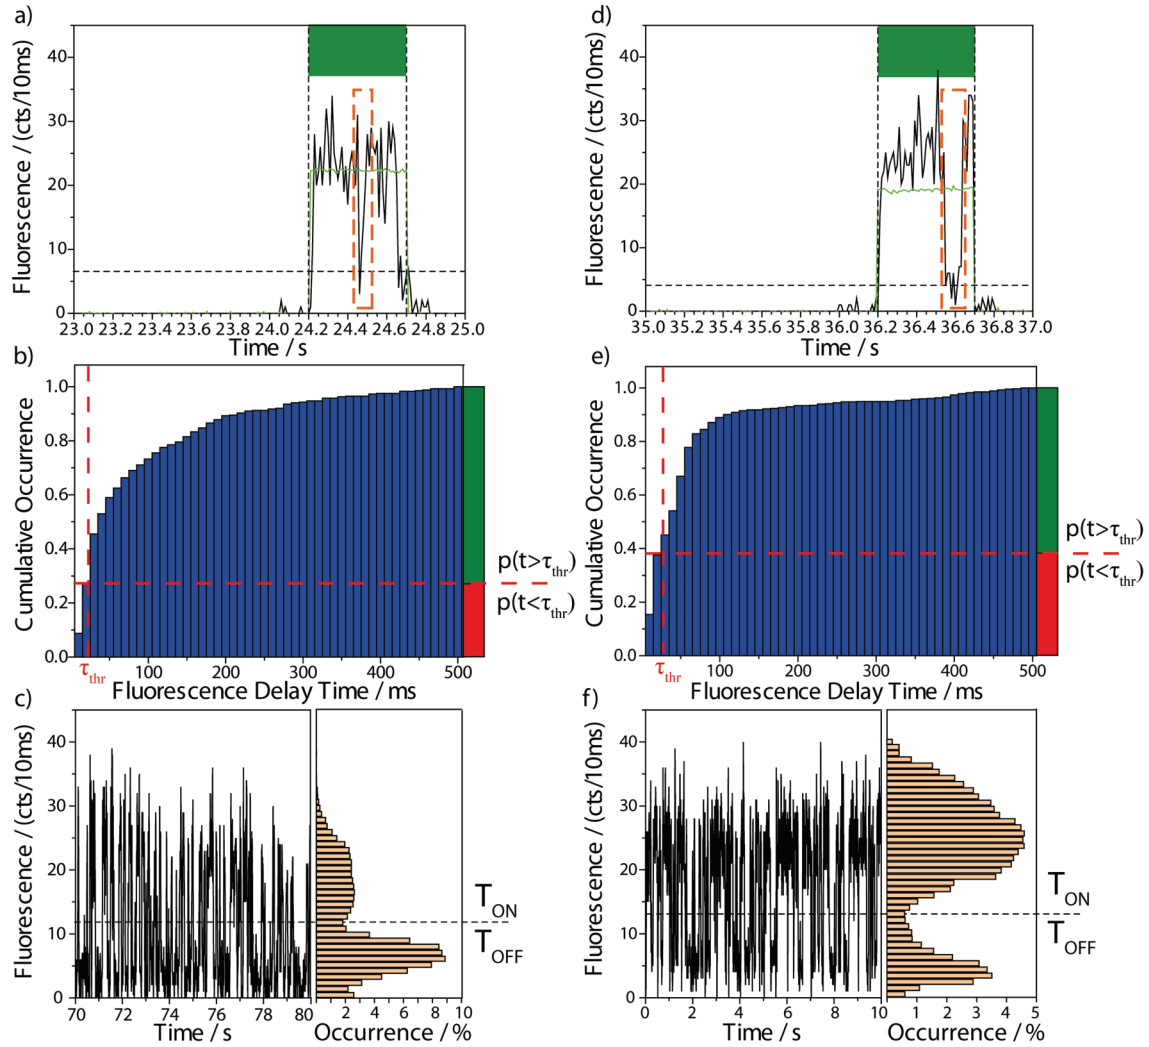 a)
Fluorescence / (cts/10ms)
40
30
20
10
0
23.0 23.2 23.4 23.6 23.8 24.0 24.2 24.4 24.6 24.8 25.0
Time / s
d)
Fluorescence / (cts/10ms)
40
30
20
10
0
35.0 35.2 35.4 35.6 35.8 36.0 36.2 36.4 36.6 36.8 37.0
Time / s
b)
Cumulative Occurrence
1.0
0.8
0.6
0.4
0.2
0.0
p(t>τthr)
p(t<τthr)
τthr
100 200 300 400 500
Fluorescence Delay Time / ms
e)
Cumulative Occurrence
1.0
0.8
0.6
0.4
0.2
0.0
p(t>τthr)
p(t<τthr)
τthr
100 200 300 400 500
Fluorescence Delay Time / ms
c)
Fluorescence / (cts/10ms)
40
30
20
10
0
TON
TOFF
70 72 74 76 78 80
0 2 4 6 8 10
Time / s
Occurrence / %
f)
Fluorescence / (cts/10ms)
40
30
20
10
0
TON
TOFF
0 2 4 6 8 10
0 1 2 3 4 5
Time / s
Occurrence / %